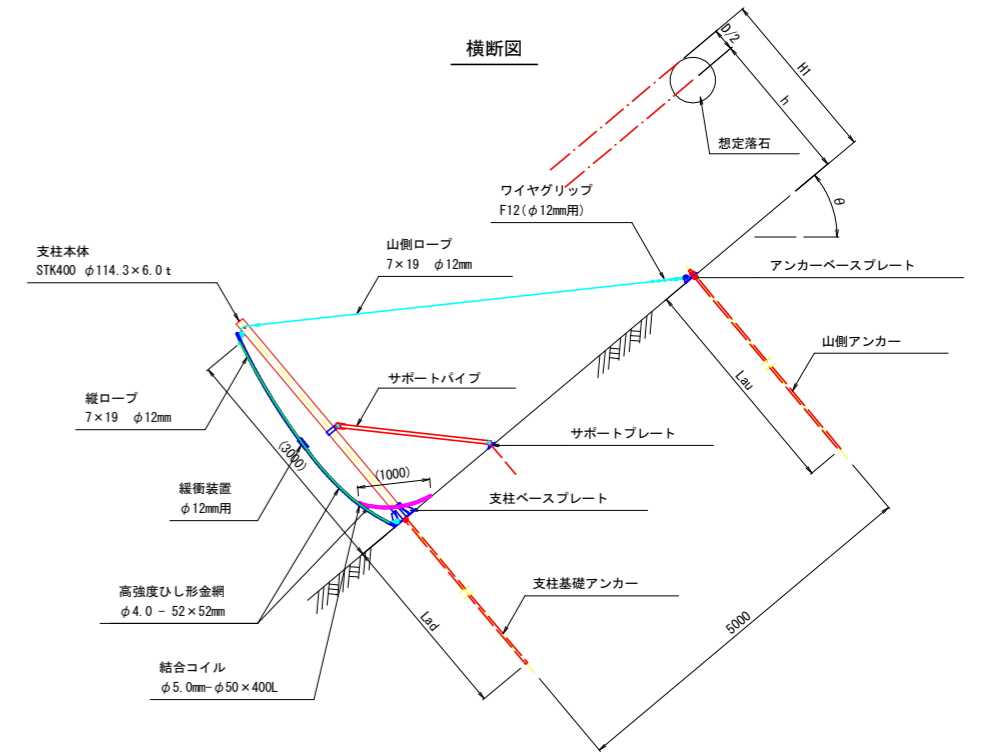 横断図
D/2
H1
h
想定落石
θ
ワイヤグリップ
F12(φ12mm用)
支柱本体
STK400 φ114.3×6.0t
山側ロープ
7×19 φ12mm
アンカーベースプレート
山側アンカー
Lau
サポートパイプ
縦ロープ
7×19 φ12mm
サポートプレート
(3000)
(1000)
緩衝装置
φ12mm用
支柱ベースプレート
高強度ひし形金網
φ4.0 - 52×52mm
支柱基礎アンカー
Lad
5000
結合コイル
φ5.0mm-φ50×400L